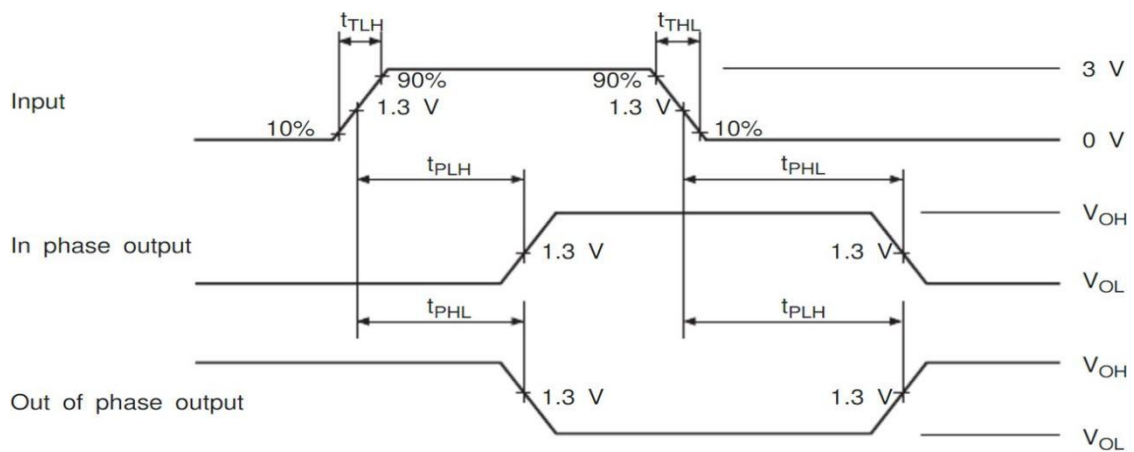 tTLH tTHL
90% 90% 3 V
Input 1.3 V 1.3 V
10% 10% 0 V
tPLH tPHL
VOH
In phase output 1.3 V 1.3 V
VOL
tPHL tPLH
VOH
Out of phase output 1.3 V 1.3 V
VOL